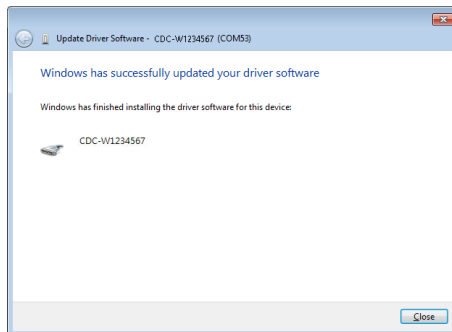 Update Driver Software - CDC-W1234567 (COM53)
Windows has successfully updated your driver software
Windows has finished installing the driver software for this device:
CDC-W1234567
Close